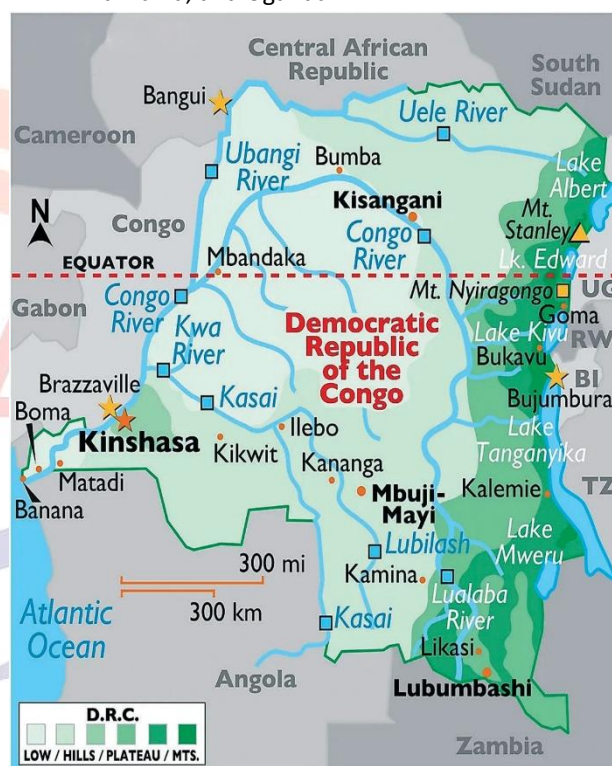 Central African
Republic
South
Sudan
Bangui
Cameroon
Uele River
Ubangi
River
Bumba
Lake
Albert
Kisangani
Mt.
Stanley
N
Congo
Congo
River
EQUATOR
Mbandaka
Lk. Edward
Gabon
Congo
River
Mt. Nyiragongo
UG
Goma
Kwa
River
Democratic
Republic
of the
Congo
Lake Kivu
RW
Bukavu
Brazzaville
Kasai
BI
Bujumbura
Boma
Kinshasa
Ilebo
Lake
Tanganyika
Kikwit
Kananga
Matadi
Mbuji-
Mayi
TZ
Banana
Kalemie
Lubilash
Lake
Mweru
300 mi
Kamina
300 km
Lualaba
River
Atlantic
Ocean
Kasai
Likasi
Angola
Lubumbashi
D.R.C.
LOW / HILLS / PLATEAU / MTS.
Zambia